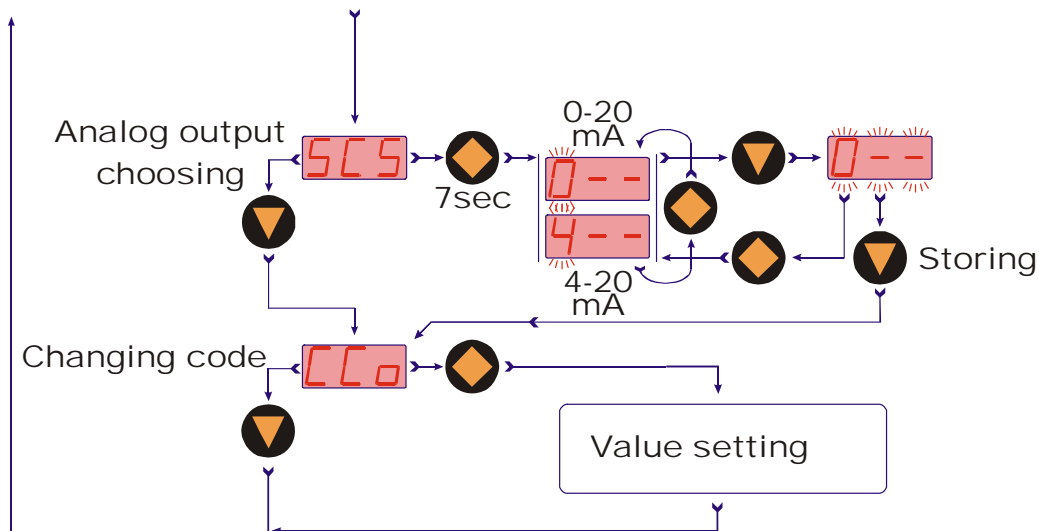 0-20
mA
Analog output
choosing
SCS
7sec
0--
4--
0--
4-20
mA
Storing
Changing code
CCo
Value setting